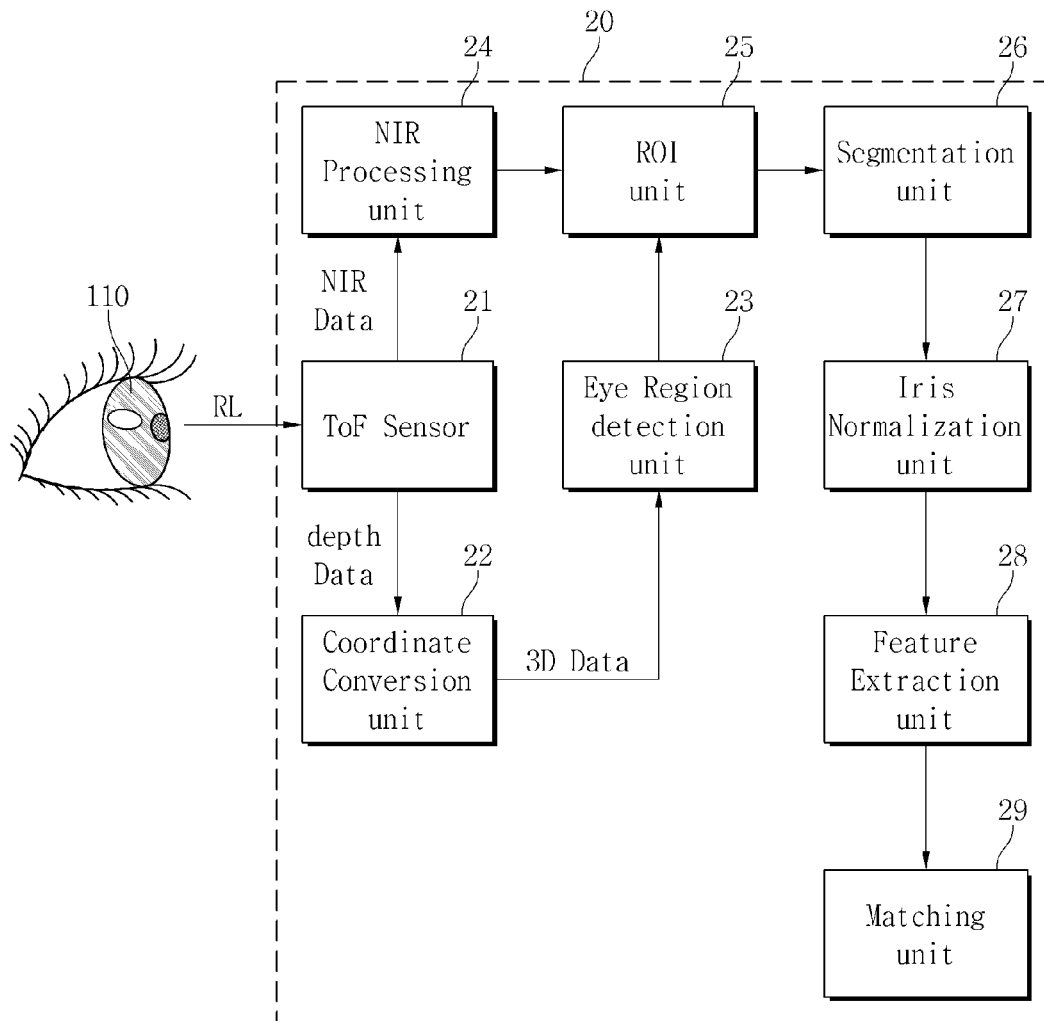 20
24
25
26
NIR
Processing
unit
ROI
unit
Segmentation
unit
NIR
Data
110
21
23
27
RL
ToF Sensor
Eye Region
detection
unit
Iris
Normalization
unit
depth
Data
22
28
Coordinate
Conversion
unit
3D Data
Feature
Extraction
unit
29
Matching
unit